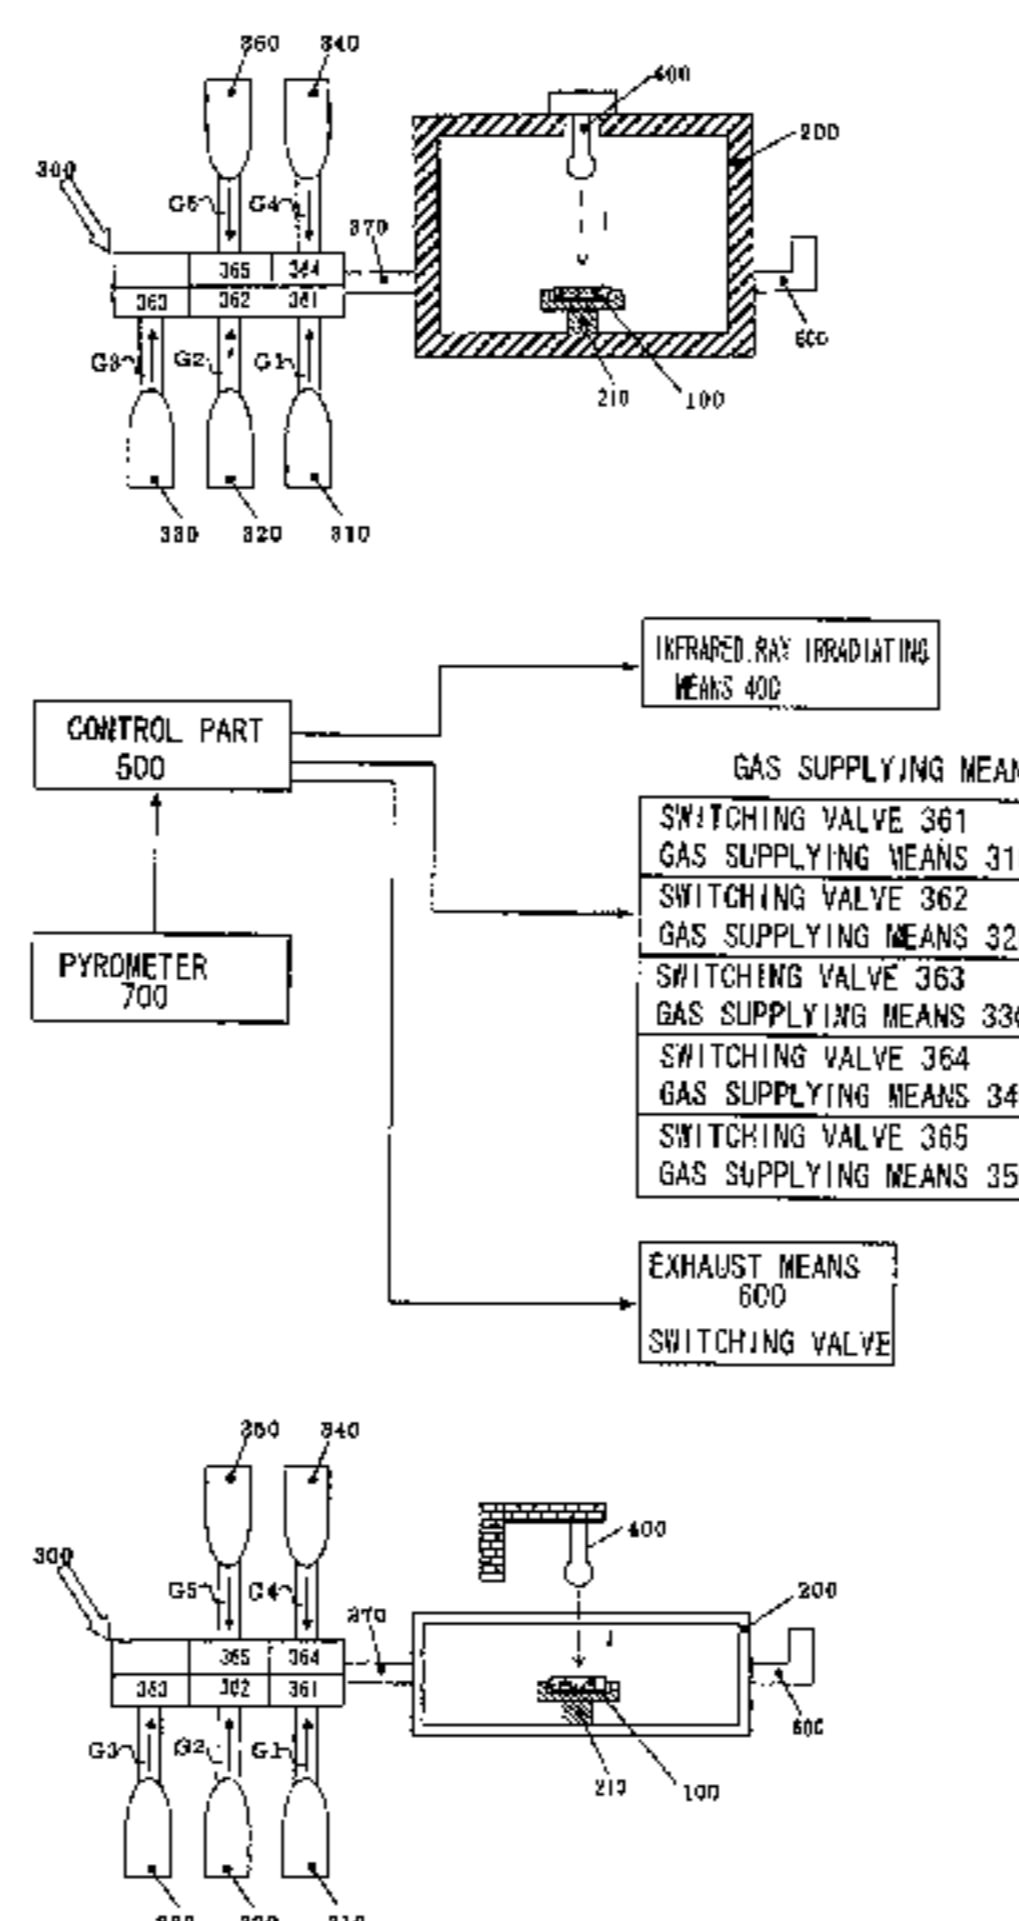 360 340
400
200
300
G5 G4
370
365 364
363 362 361
600
G3 G2 G1
210 100
330 320 310
INFRARED RAY IRRADIATING
MEANS 400
CONTROL PART
500
GAS SUPPLYING MEAN
SWITCHING VALVE 361
GAS SUPPLYING MEANS 31
SWITCHING VALVE 362
GAS SUPPLYING MEANS 32
PYROMETER
700
SWITCHING VALVE 363
GAS SUPPLYING MEANS 330
SWITCHING VALVE 364
GAS SUPPLYING MEANS 34
SWITCHING VALVE 365
GAS SUPPLYING MEANS 35
EXHAUST MEANS
600
SWITCHING VALVE
350 340
400
300
G5 G4
200
370
365 364
363 362 361
600
G3 G2 G1
210 100